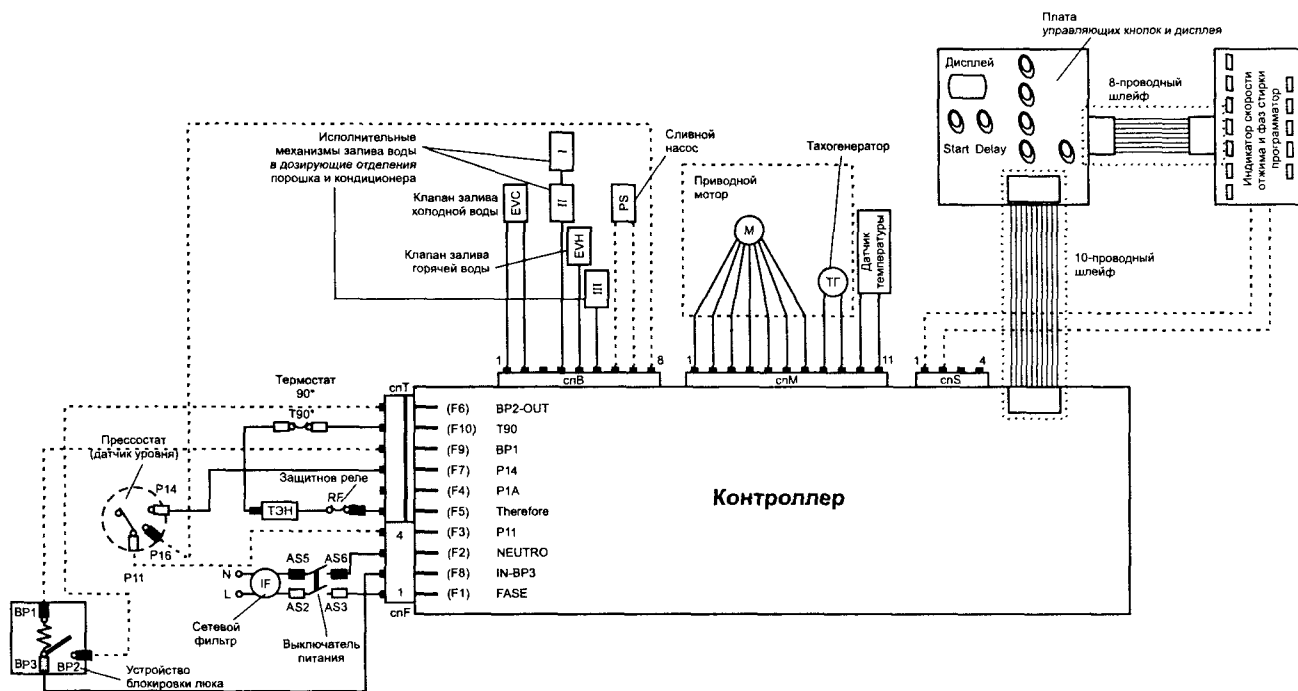 Плата
управляющих кнопок и дисплея
Дисплей
Start Delay
8-проводный
шлейф
Индикатор скорости
отжима и фаз стирки
программатор
10-проводный
шлейф
Исполнительные
механизмы залива воды
в дозирующие отделения
порошка и кондиционера
I
II
III
Клапан залива
холодной воды
EVC
Клапан залива
горячей воды
EVH
Сливной
насос
PS
Приводной
мотор
М
Тахогенератор
ТГ
Датчик
температуры
1
8
cnB
1
11
cnM
1
4
cnS
Термостат
90°
T90°
Прессостат
(датчик уровня)
P14
P16
P11
Защитное реле
RF
ТЭН
cnT
4
1
cnF
(F6) BP2-OUT
(F10) T90
(F9) BP1
(F7) P14
(F4) P1A
(F5) Therefore
(F3) P11
(F2) NEUTRO
(F8) IN-BP3
(F1) FASE
Контроллер
N
L
IF
AS5
AS6
AS2
AS3
Сетевой
фильтр
Выключатель
питания
BP1
BP3
BP2
Устройство
блокировки люка